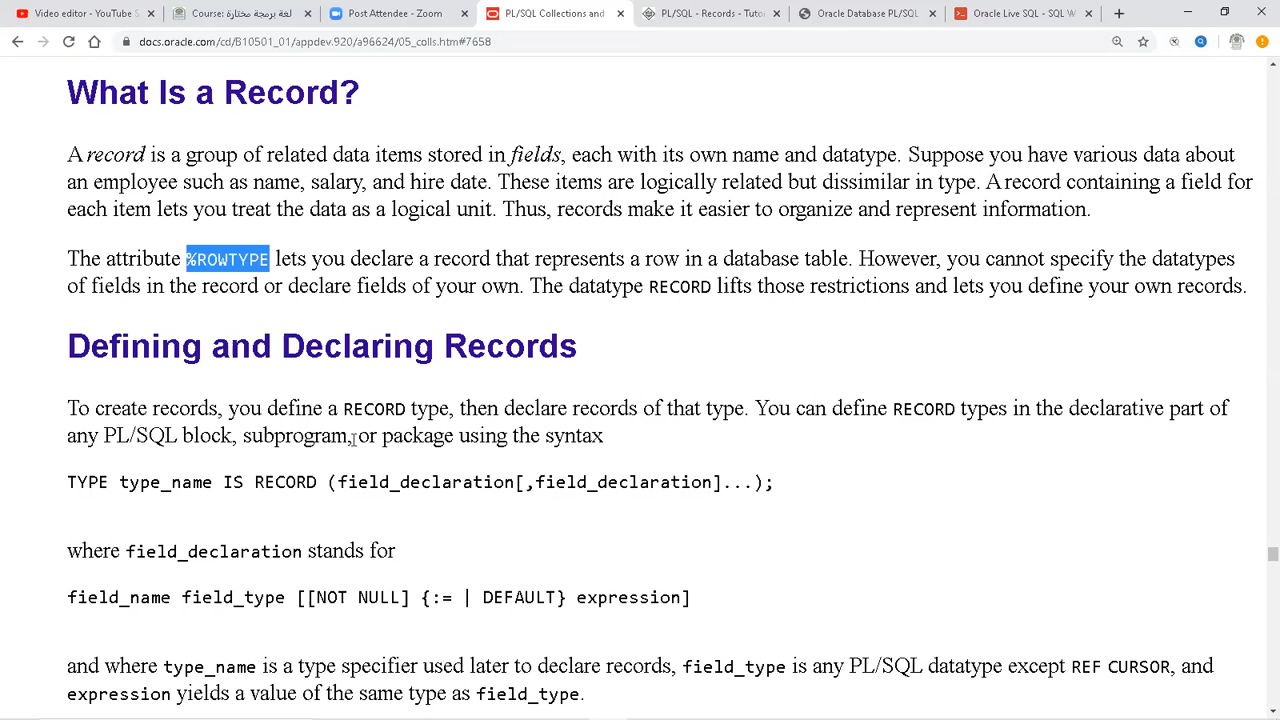 Video editor - YouTube S
Course: لغة برمجة مختارة
Post Attendee - Zoom
PL/SQL Collections and
PL/SQL - Records - Tutor
Oracle Database PL/SQL
Oracle Live SQL - SQL W
docs.oracle.com/cd/B10501_01/appdev.920/a96624/05_colls.htm#7658
What Is a Record?
A record is a group of related data items stored in fields, each with its own name and datatype. Suppose you have various data about
an employee such as name, salary, and hire date. These items are logically related but dissimilar in type. A record containing a field for
each item lets you treat the data as a logical unit. Thus, records make it easier to organize and represent information.
The attribute %ROWTYPE lets you declare a record that represents a row in a database table. However, you cannot specify the datatypes
of fields in the record or declare fields of your own. The datatype RECORD lifts those restrictions and lets you define your own records.
Defining and Declaring Records
To create records, you define a RECORD type, then declare records of that type. You can define RECORD types in the declarative part of
any PL/SQL block, subprogram, or package using the syntax
TYPE type_name IS RECORD (field_declaration[,field_declaration]...);
where field_declaration stands for
field_name field_type [[NOT NULL] {:= | DEFAULT} expression]
and where type_name is a type specifier used later to declare records, field_type is any PL/SQL datatype except REF CURSOR, and
expression yields a value of the same type as field_type.